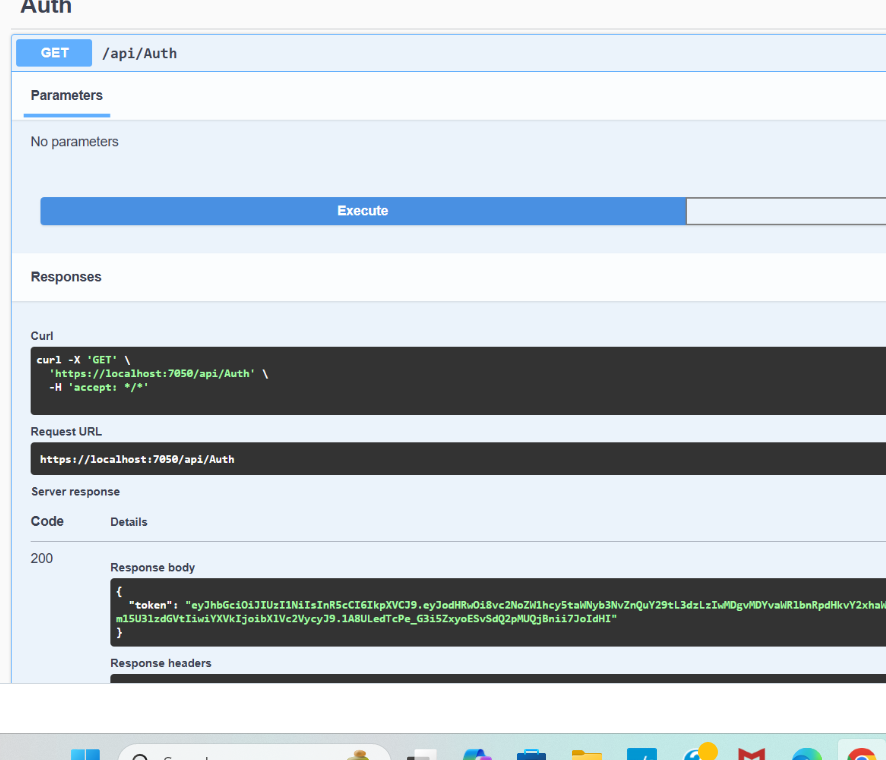 Auth
GET /api/Auth
Parameters
No parameters
Execute
Responses
Curl
curl -X 'GET' \
'https://localhost:7050/api/Auth' \
-H 'accept: */*'
Request URL
https://localhost:7050/api/Auth
Server response
Code Details
200
Response body
{
"token": "eyJhbGciOiJIUzI1NiIsInR5cCI6IkpXVCJ9.eyJodHRwOi8vc2NoZW1hcy5taWNyb3NvZnQuY29tL3dzLzIwMDgvMDYvaWRlbnRpdHkvY2xhaW
ml5U3lzdGVtIiwiYXVkIjoibXlVc2VycyJ9.1A8ULedTcPe_G3i5ZxyoESvSdQ2pMUQjBnii7JoIdHI"
}
Response headers